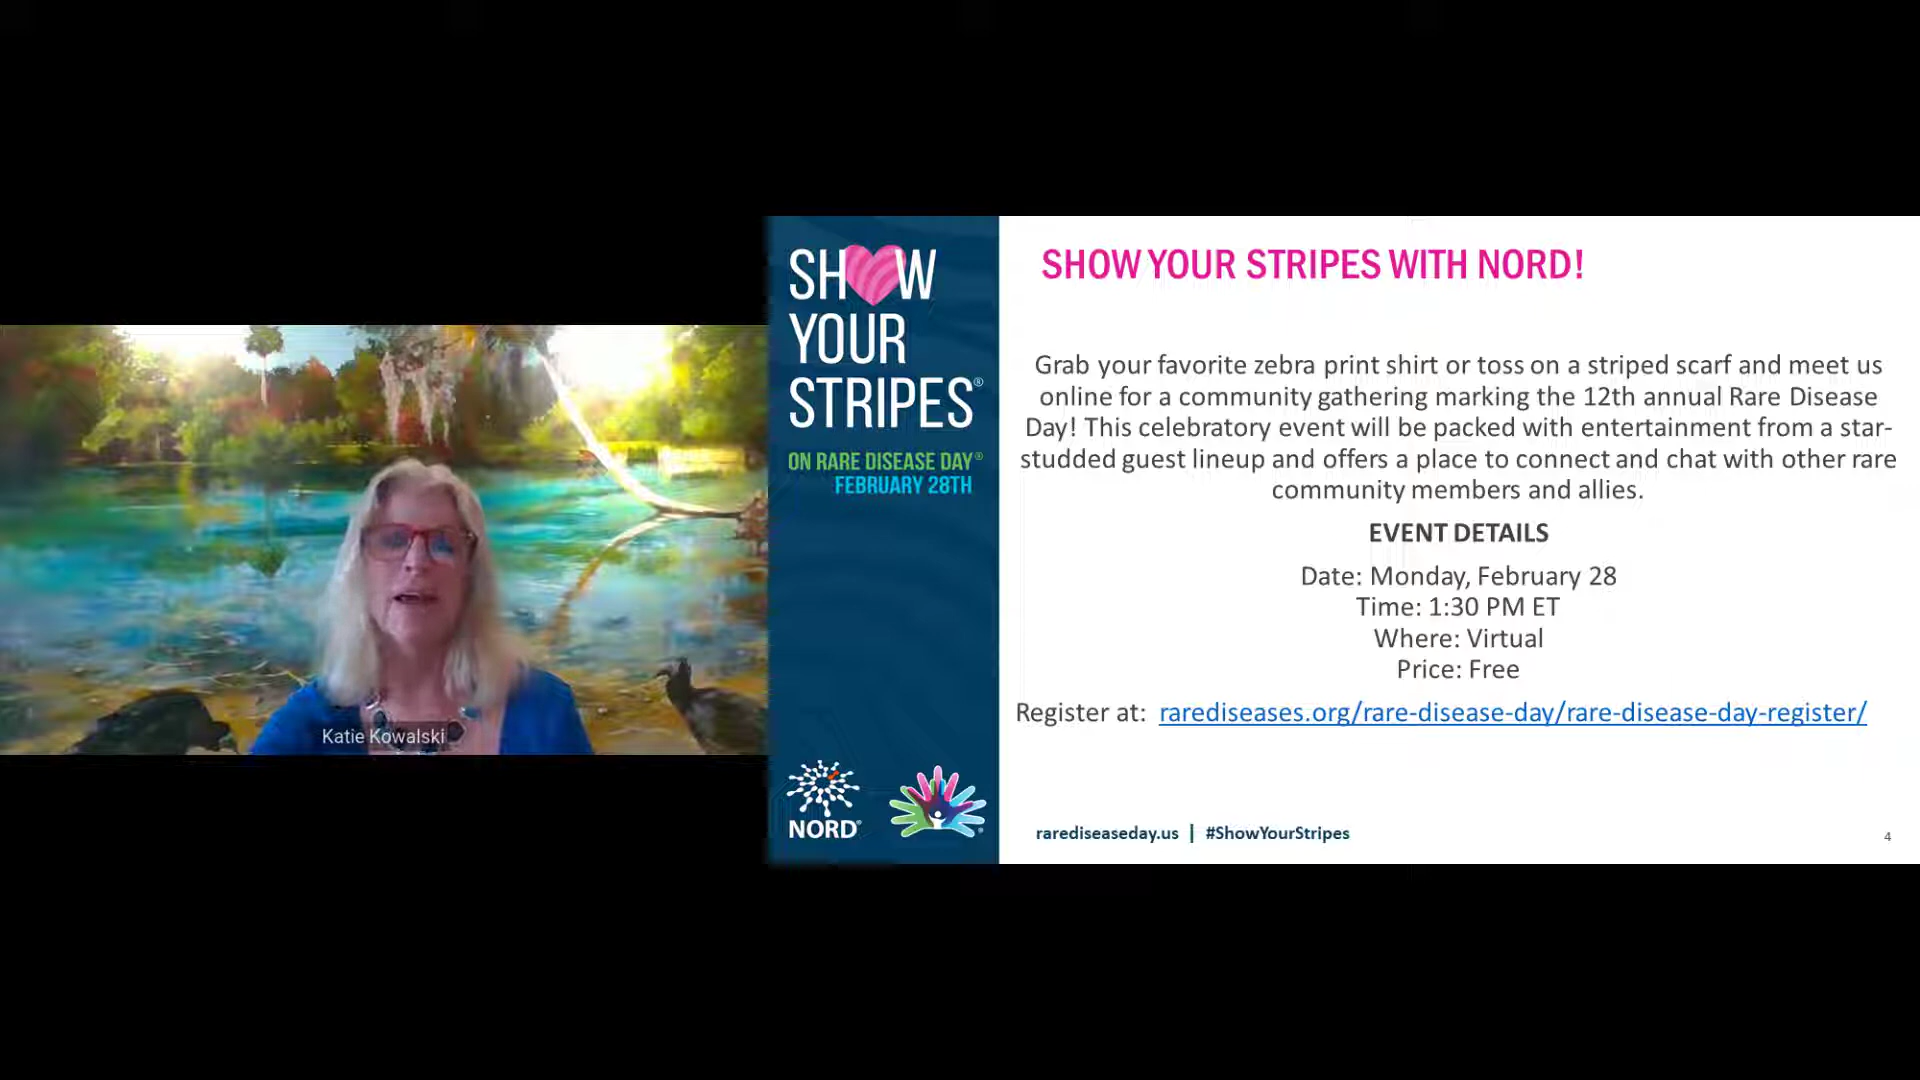 Katie Kowalski
SHOW
YOUR
STRIPES®
ON RARE DISEASE DAY®
FEBRUARY 28TH
NORD®
SHOW YOUR STRIPES WITH NORD!
Grab your favorite zebra print shirt or toss on a striped scarf and meet us
online for a community gathering marking the 12th annual Rare Disease
Day! This celebratory event will be packed with entertainment from a star-
studded guest lineup and offers a place to connect and chat with other rare
community members and allies.
EVENT DETAILS
Date: Monday, February 28
Time: 1:30 PM ET
Where: Virtual
Price: Free
Register at: rarediseases.org/rare-disease-day/rare-disease-day-register/
rarediseaseday.us | #ShowYourStripes
4